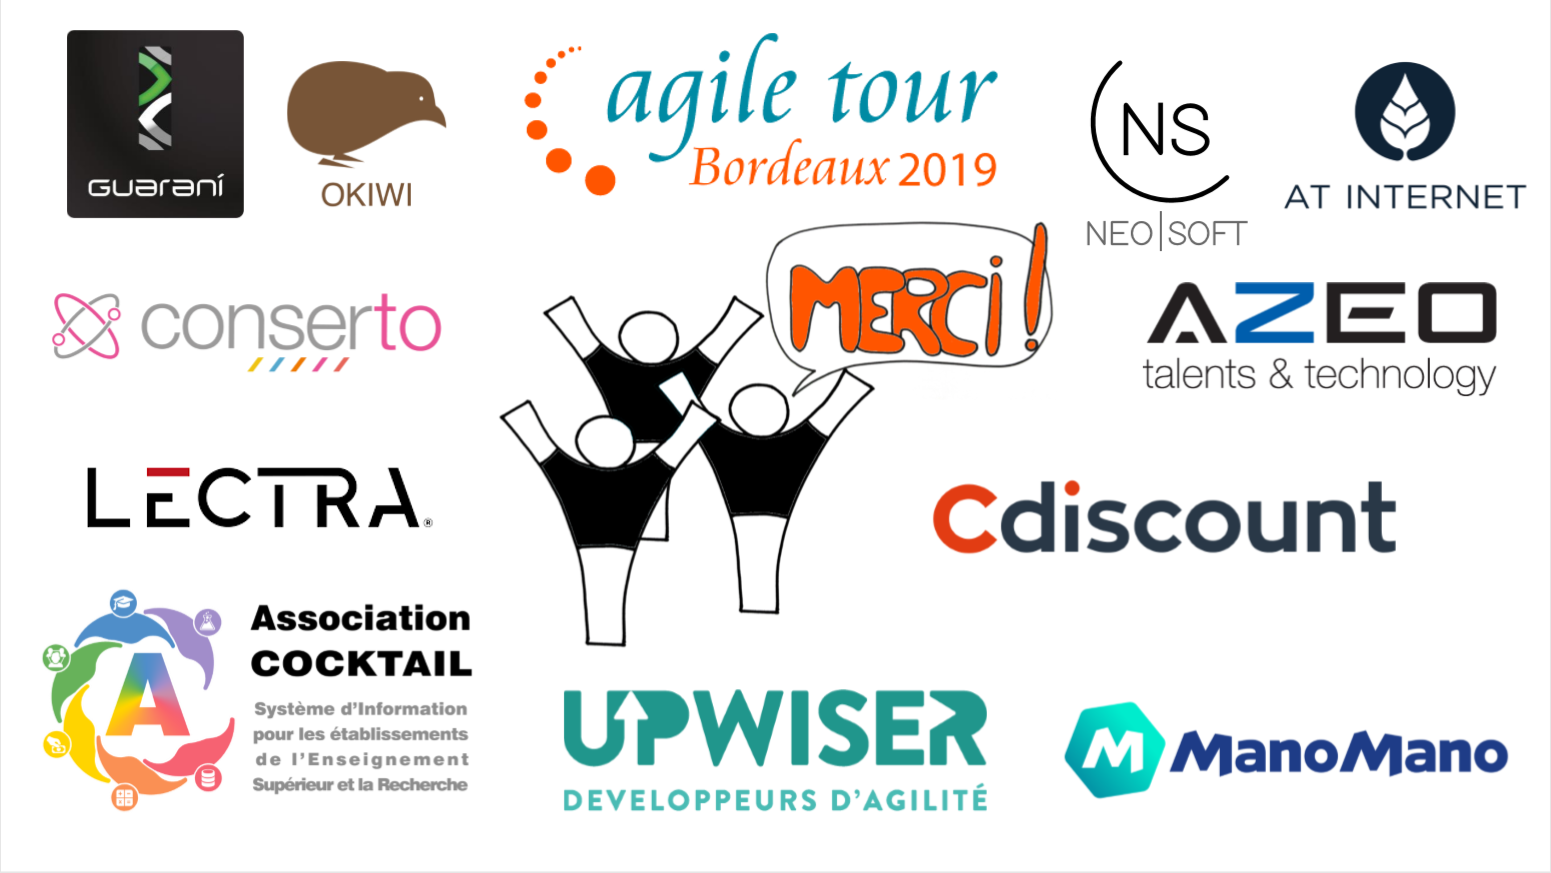 GUARANÍ
OKIWI
agile tour
Bordeaux 2019
NS
NEO|SOFT
AT INTERNET
MERCI !
conserto
AZEO
talents & technology
LECTRA®
Cdiscount
A
Association
COCKTAIL
Système d’Information
pour les établissements
de l’Enseignement
Supérieur et la Recherche
UPWISER
DEVELOPPEURS D’AGILITÉ
M
ManoMano